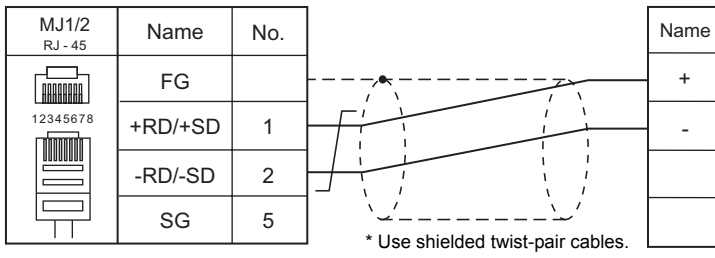 MJ1/2 Name No. Name
RJ - 45
FG +
12345678
+RD/+SD 1 -
-RD/-SD 2
SG 5
* Use shielded twist-pair cables.